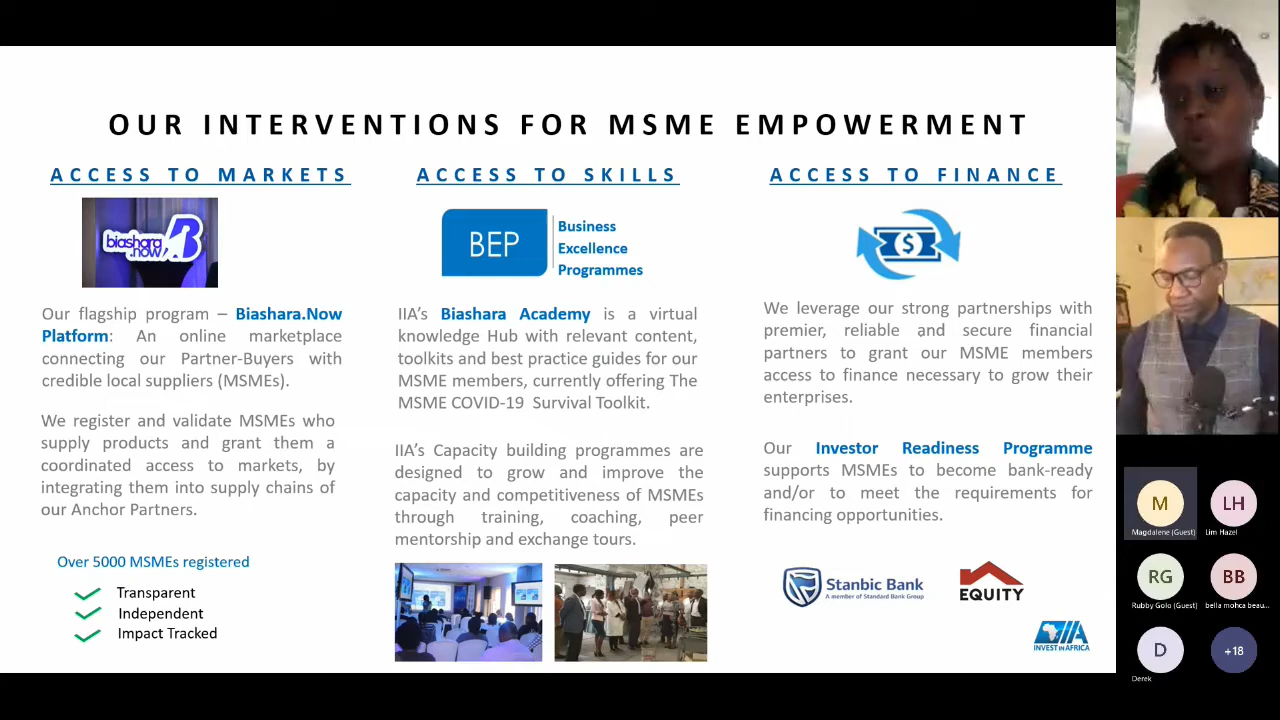 OUR INTERVENTIONS FOR MSME EMPOWERMENT
ACCESS TO MARKETS
biashara
.now
B
Our flagship program – Biashara.Now
Platform: An online marketplace
connecting our Partner-Buyers with
credible local suppliers (MSMEs).
We register and validate MSMEs who
supply products and grant them a
coordinated access to markets, by
integrating them into supply chains of
our Anchor Partners.
Over 5000 MSMEs registered
Transparent
Independent
Impact Tracked
ACCESS TO SKILLS
BEP
Business
Excellence
Programmes
IIA's Biashara Academy is a virtual
knowledge Hub with relevant content,
toolkits and best practice guides for our
MSME members, currently offering The
MSME COVID-19 Survival Toolkit.
IIA's Capacity building programmes are
designed to grow and improve the
capacity and competitiveness of MSMEs
through training, coaching, peer
mentorship and exchange tours.
ACCESS TO FINANCE
$
We leverage our strong partnerships with
premier, reliable and secure financial
partners to grant our MSME members
access to finance necessary to grow their
enterprises.
Our Investor Readiness Programme
supports MSMEs to become bank-ready
and/or to meet the requirements for
financing opportunities.
Stanbic Bank
A member of Standard Bank Group
EQUITY
IIA
INVEST IN AFRICA
M
Magdalene (Guest)
LH
Lim Hazel
RG
Rubby Golo (Guest)
BB
bella mohca beau...
D
Derek
+18